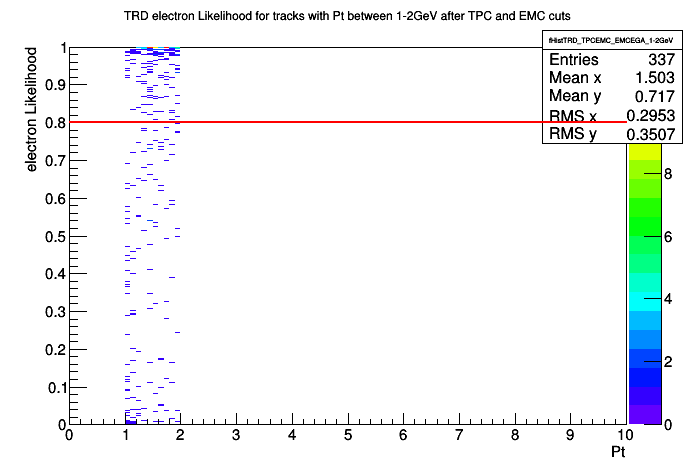 TRD electron Likelihood for tracks with Pt between 1-2GeV after TPC and EMC cuts
fHistTRD_TPCEMC_EMCEGA_1-2GeV
Entries 337
Mean x 1.503
Mean y 0.717
RMS x 0.2953
RMS y 0.3507
electron Likelihood
1
0.9
0.8
0.7
0.6
0.5
0.4
0.3
0.2
0.1
0
0 1 2 3 4 5 6 7 8 9 10
Pt
8
6
4
2
0